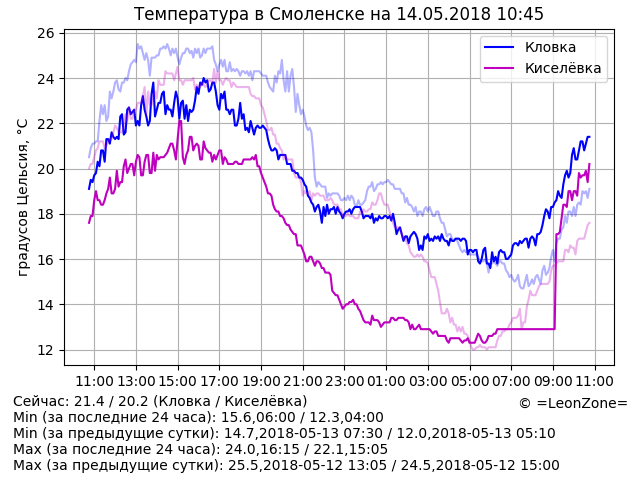 Температура в Смоленске на 14.05.2018 10:45
градусов Цельсия, °C
26
24
22
20
18
16
14
12
Кловка
Киселёвка
11:00 13:00 15:00 17:00 19:00 21:00 23:00 01:00 03:00 05:00 07:00 09:00 11:00
Сейчас: 21.4 / 20.2 (Кловка / Киселёвка)
© =LeonZone=
Min (за последние 24 часа): 15.6,06:00 / 12.3,04:00
Min (за предыдущие сутки): 14.7,2018-05-13 07:30 / 12.0,2018-05-13 05:10
Max (за последние 24 часа): 24.0,16:15 / 22.1,15:05
Max (за предыдущие сутки): 25.5,2018-05-12 13:05 / 24.5,2018-05-12 15:00